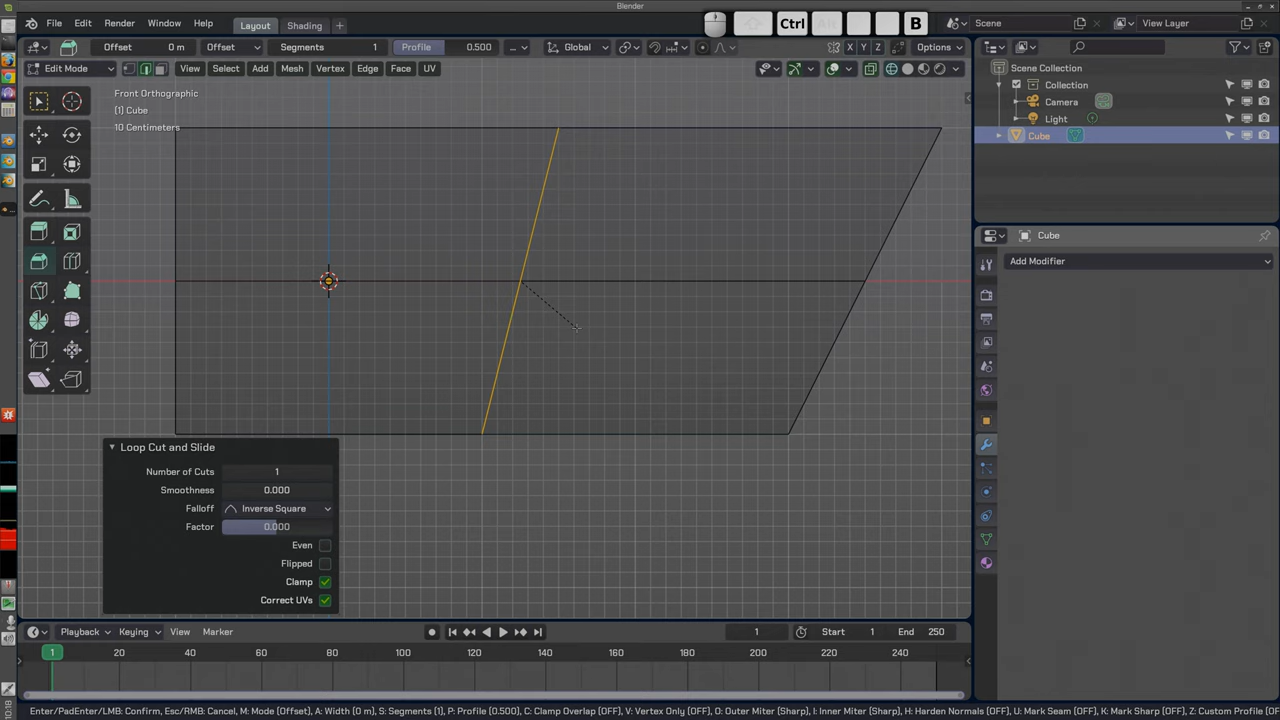 Blender
File Edit Render Window Help Layout Shading + Scene View Layer
Ctrl Alt B
Offset 0 m Offset Segments 1 Profile 0.500 Global X Y Z Options
Edit Mode View Select Add Mesh Vertex Edge Face UV
Front Orthographic
(1) Cube
10 Centimeters
Scene Collection
Collection
Camera
Light
Cube
Cube
Add Modifier
Loop Cut and Slide
Number of Cuts 1
Smoothness 0.000
Falloff Inverse Square
Factor 0.000
Even
Flipped
Clamp
Correct UVs
Playback Keying View Marker 1 Start 1 End 250
1 20 40 60 80 100 120 140 160 180 200 220 240
10:18
Enter/PadEnter/LMB: Confirm, Esc/RMB: Cancel, M: Mode (Offset), A: Width (0 m), S: Segments (1), P: Profile (0.500), C: Clamp Overlap (OFF), V: Vertex Only (OFF), O: Outer Miter (Sharp), I: Inner Miter (Sharp), H: Harden Normals (OFF), U: Mark Seam (OFF), K: Mark Sharp (OFF), Z: Custom Profile (OF